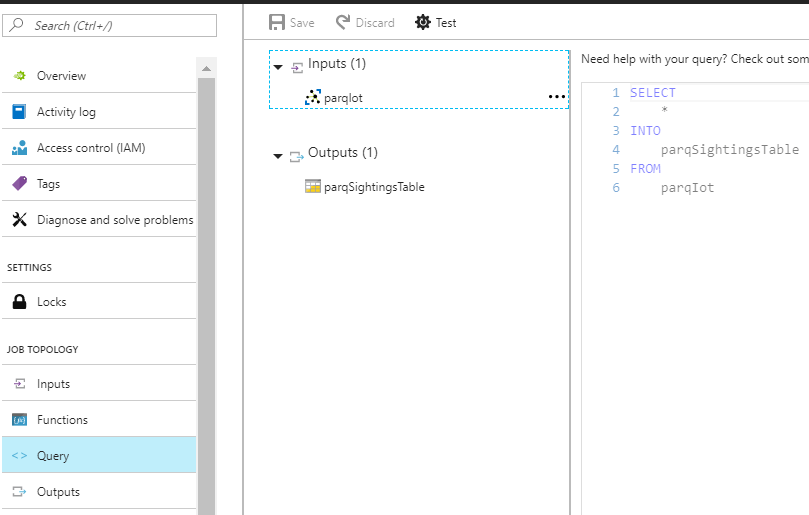 Search (Ctrl+/)
Overview
Activity log
Access control (IAM)
Tags
Diagnose and solve problems
SETTINGS
Locks
JOB TOPOLOGY
Inputs
Functions
Query
Outputs
Save Discard Test
Inputs (1)
parqIot
Outputs (1)
parqSightingsTable
Need help with your query? Check out som
1 SELECT
2 *
3 INTO
4 parqSightingsTable
5 FROM
6 parqIot